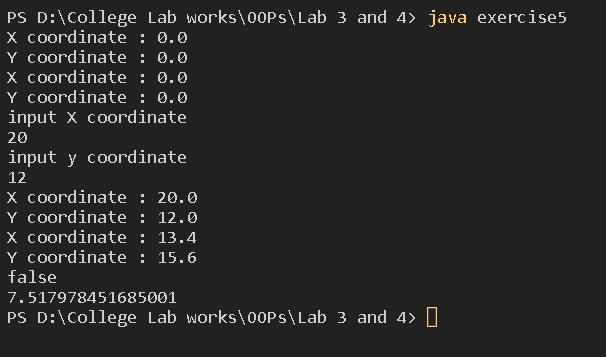 PS D:\College Lab works\OOPs\Lab 3 and 4> java exercise5
X coordinate : 0.0
Y coordinate : 0.0
X coordinate : 0.0
Y coordinate : 0.0
input X coordinate
20
input y coordinate
12
X coordinate : 20.0
Y coordinate : 12.0
X coordinate : 13.4
Y coordinate : 15.6
false
7.517978451685001
PS D:\College Lab works\OOPs\Lab 3 and 4>